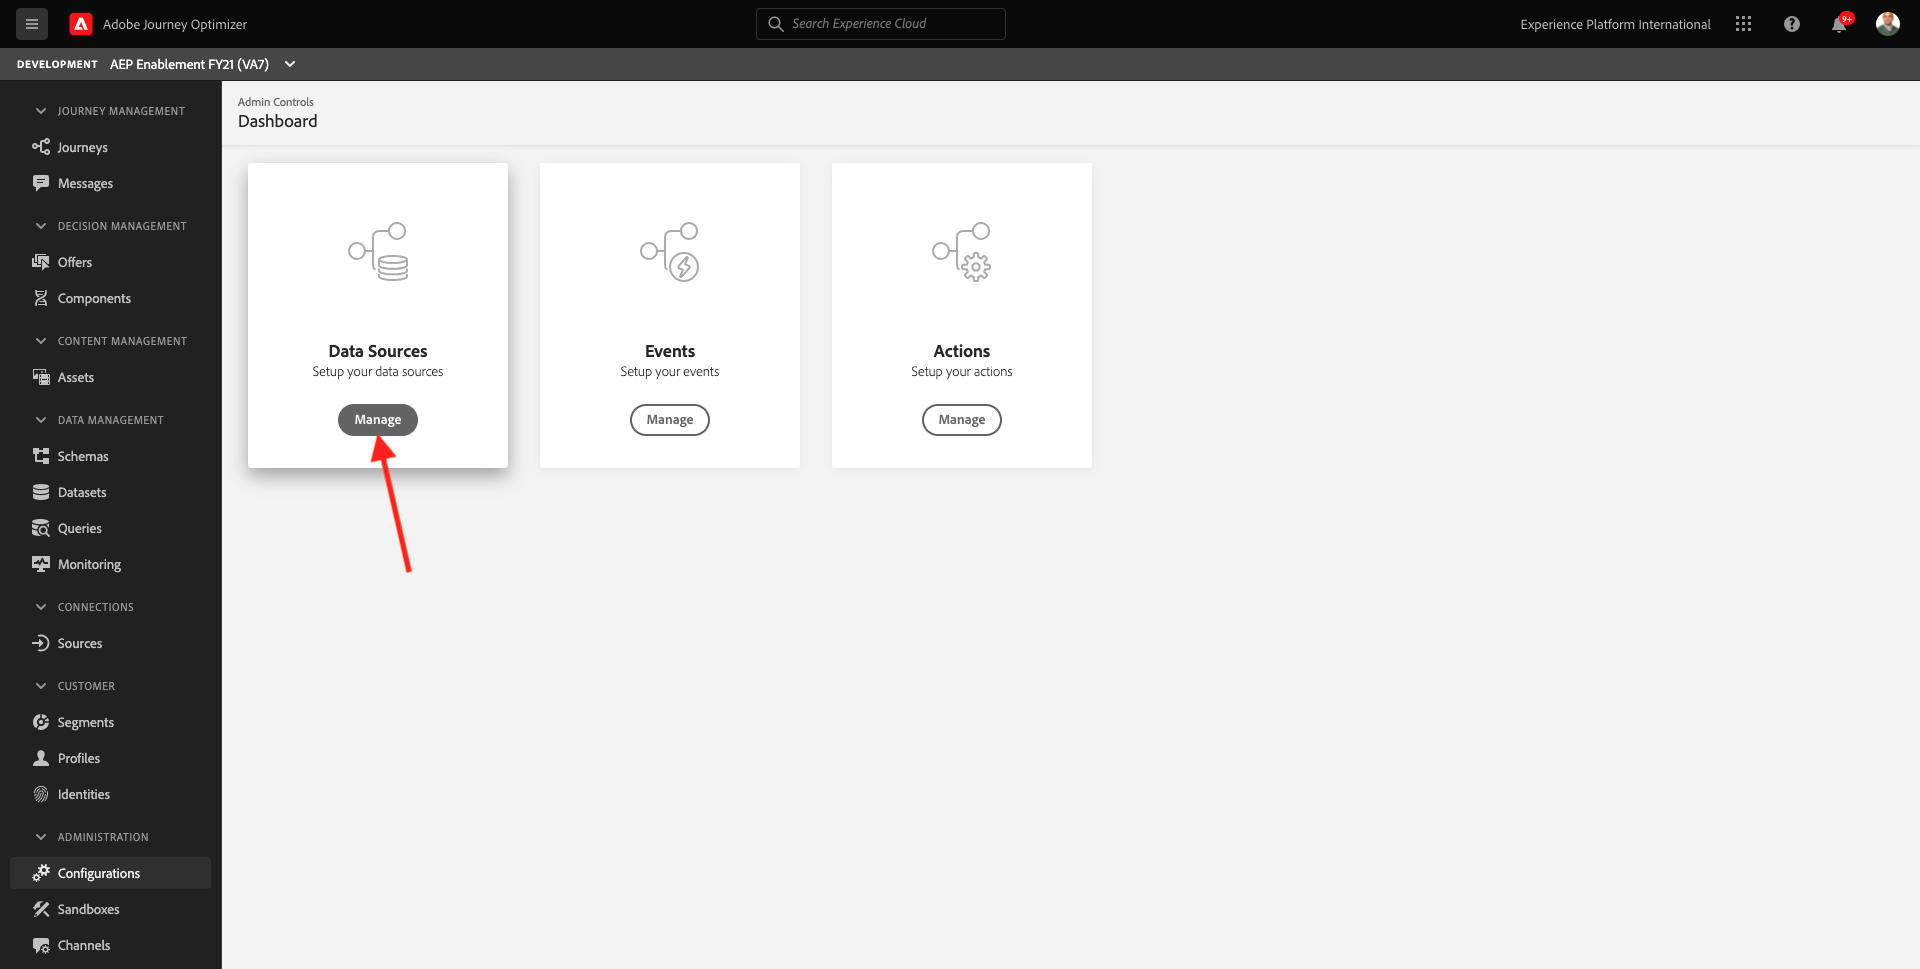 Adobe Journey Optimizer
Search Experience Cloud
Experience Platform International
9+
DEVELOPMENT AEP Enablement FY21 (VA7)
JOURNEY MANAGEMENT
Journeys
Messages
DECISION MANAGEMENT
Offers
Components
CONTENT MANAGEMENT
Assets
DATA MANAGEMENT
Schemas
Datasets
Queries
Monitoring
CONNECTIONS
Sources
CUSTOMER
Segments
Profiles
Identities
ADMINISTRATION
Configurations
Sandboxes
Channels
Admin Controls
Dashboard
Data Sources
Setup your data sources
Manage
Events
Setup your events
Manage
Actions
Setup your actions
Manage